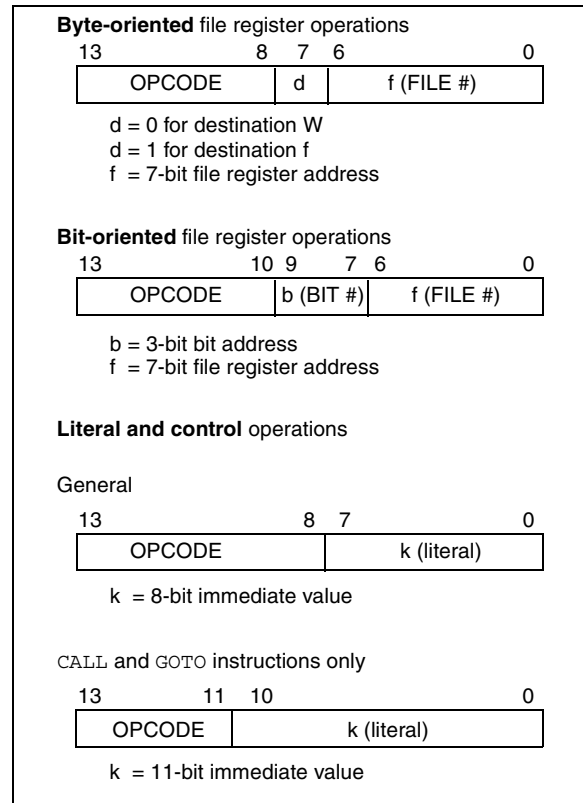 Byte-oriented file register operations
13 8 7 6 0
OPCODE d f (FILE #)
d = 0 for destination W
d = 1 for destination f
f = 7-bit file register address
Bit-oriented file register operations
13 10 9 7 6 0
OPCODE b (BIT #) f (FILE #)
b = 3-bit bit address
f = 7-bit file register address
Literal and control operations
General
13 8 7 0
OPCODE k (literal)
k = 8-bit immediate value
CALL and GOTO instructions only
13 11 10 0
OPCODE k (literal)
k = 11-bit immediate value